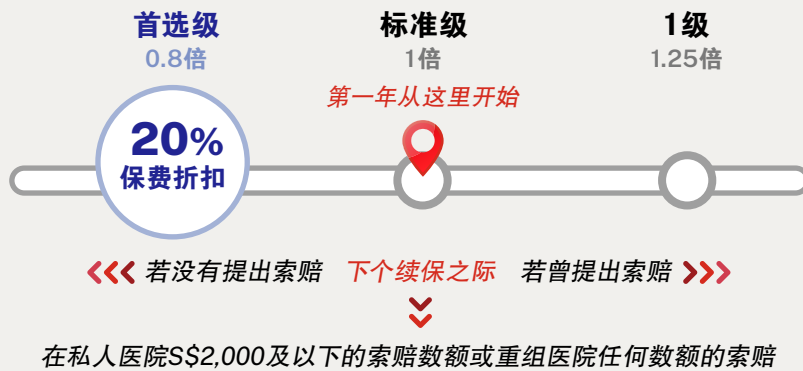 首选级 标准级 1级
0.8倍 1倍 1.25倍
第一年从这里开始
20%
保费折扣
若没有提出索赔 下个续保之际 若曾提出索赔
在私人医院S$2,000及以下的索赔数额或重组医院任何数额的索赔